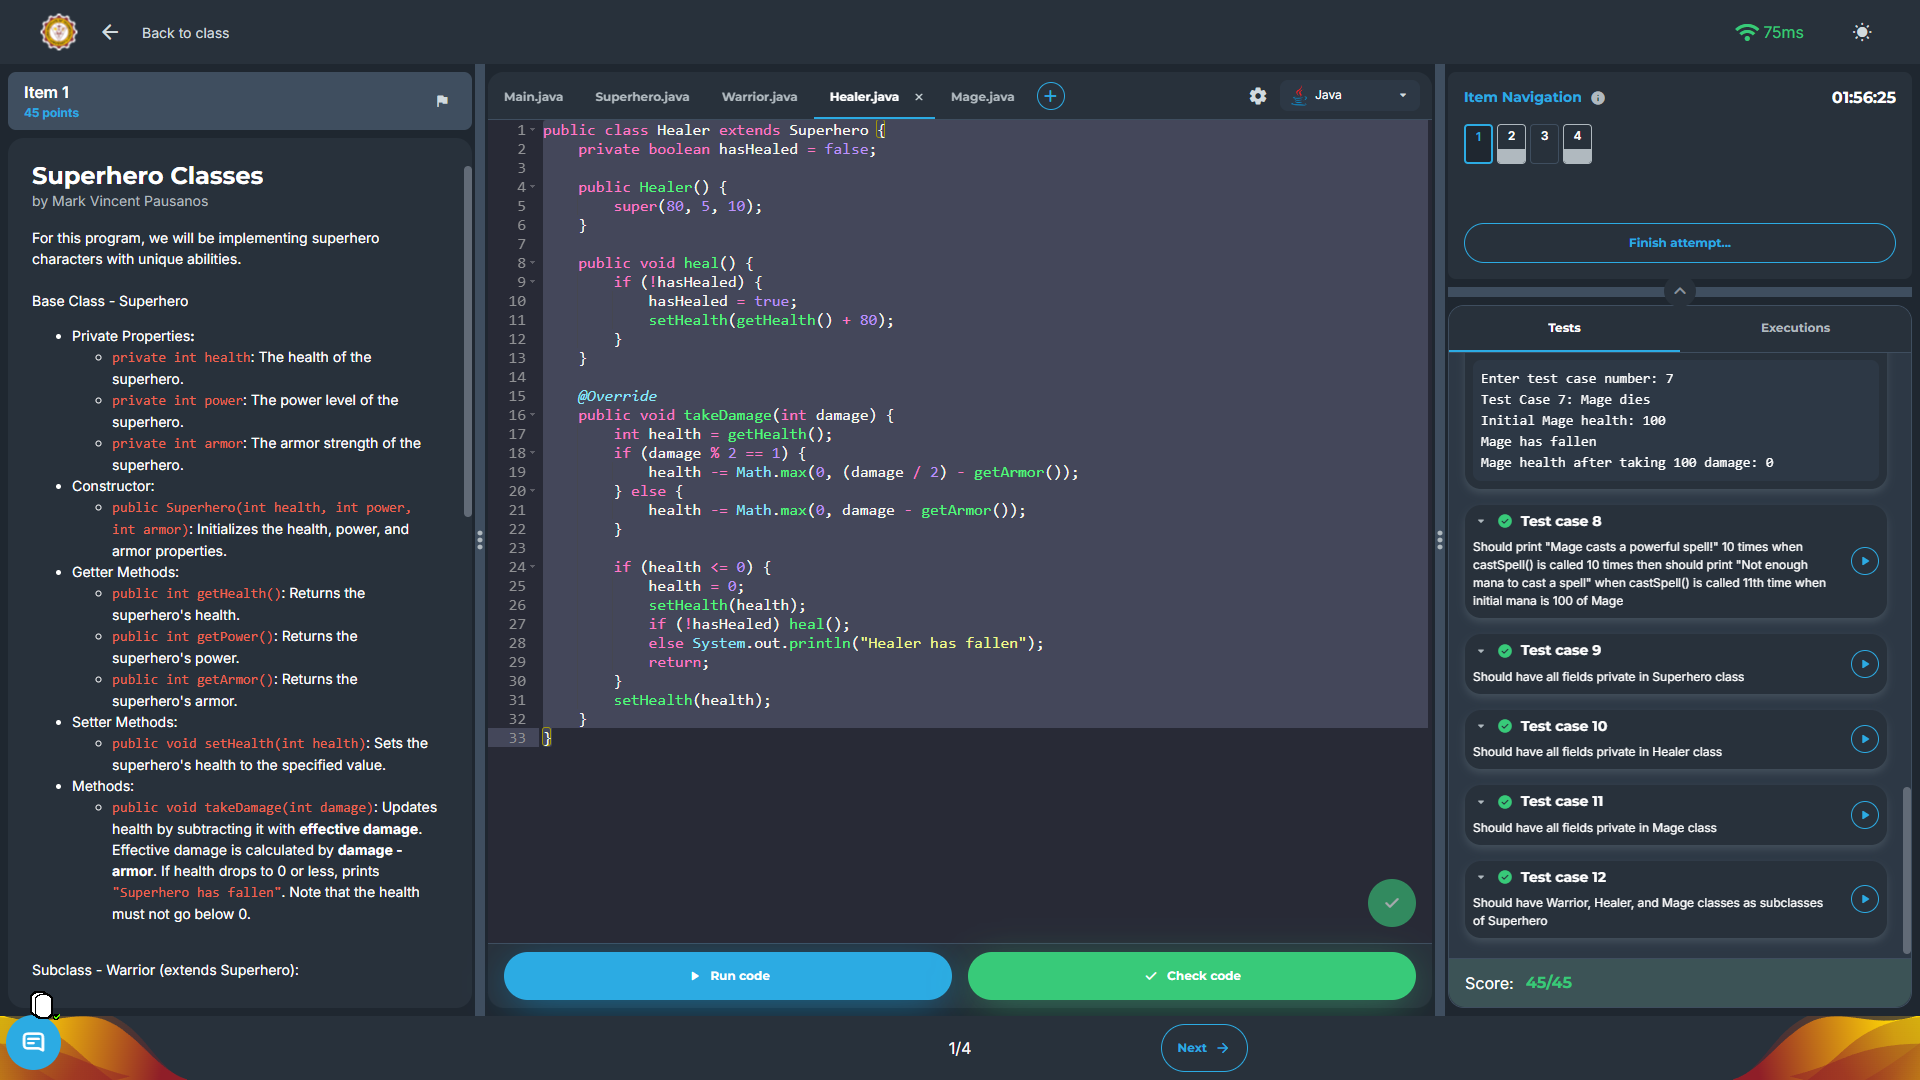 Back to class
75ms
Item 1
45 points
Superhero Classes
by Mark Vincent Pausanos
For this program, we will be implementing superhero
characters with unique abilities.
Base Class - Superhero
Private Properties:
private int health: The health of the
superhero.
private int power: The power level of the
superhero.
private int armor: The armor strength of the
superhero.
Constructor:
public Superhero(int health, int power,
int armor): Initializes the health, power, and
armor properties.
Getter Methods:
public int getHealth(): Returns the
superhero's health.
public int getPower(): Returns the
superhero's power.
public int getArmor(): Returns the
superhero's armor.
Setter Methods:
public void setHealth(int health): Sets the
superhero's health to the specified value.
Methods:
public void takeDamage(int damage): Updates
health by subtracting it with effective damage.
Effective damage is calculated by damage -
armor. If health drops to 0 or less, prints
"Superhero has fallen". Note that the health
must not go below 0.
Subclass - Warrior (extends Superhero):
Main.java Superhero.java Warrior.java Healer.java × Mage.java + Java
1 public class Healer extends Superhero {
2     private boolean hasHealed = false;
3
4     public Healer() {
5         super(80, 5, 10);
6     }
7
8     public void heal() {
9         if (!hasHealed) {
10             hasHealed = true;
11             setHealth(getHealth() + 80);
12         }
13     }
14
15     @Override
16     public void takeDamage(int damage) {
17         int health = getHealth();
18         if (damage % 2 == 1) {
19             health -= Math.max(0, (damage / 2) - getArmor());
20         } else {
21             health -= Math.max(0, damage - getArmor());
22         }
23
24         if (health <= 0) {
25             health = 0;
26             setHealth(health);
27             if (!hasHealed) heal();
28             else System.out.println("Healer has fallen");
29             return;
30         }
31         setHealth(health);
32     }
33 }
Run code
Check code
Item Navigation
01:56:25
1 2 3 4
Finish attempt...
Tests Executions
Enter test case number: 7
Test Case 7: Mage dies
Initial Mage health: 100
Mage has fallen
Mage health after taking 100 damage: 0
Test case 8
Should print "Mage casts a powerful spell!" 10 times when
castSpell() is called 10 times then should print "Not enough
mana to cast a spell" when castSpell() is called 11th time when
initial mana is 100 of Mage
Test case 9
Should have all fields private in Superhero class
Test case 10
Should have all fields private in Healer class
Test case 11
Should have all fields private in Mage class
Test case 12
Should have Warrior, Healer, and Mage classes as subclasses
of Superhero
Score: 45/45
1/4
Next